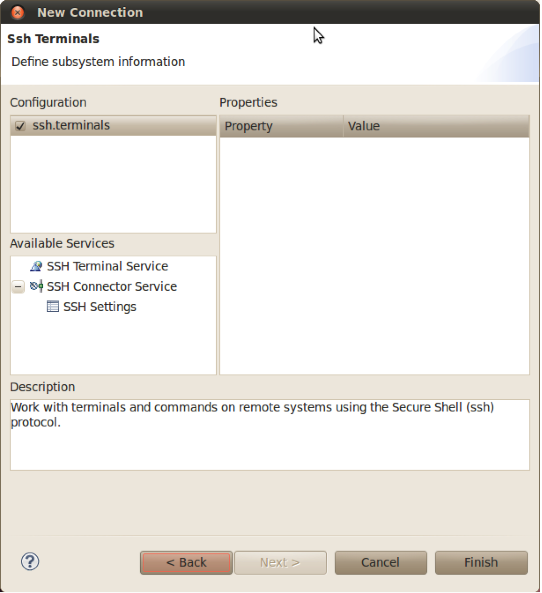 New Connection
Ssh Terminals
Define subsystem information
Configuration
Properties
ssh.terminals
Property
Value
Available Services
SSH Terminal Service
SSH Connector Service
SSH Settings
Description
Work with terminals and commands on remote systems using the Secure Shell (ssh)
protocol.
?
< Back
Next >
Cancel
Finish